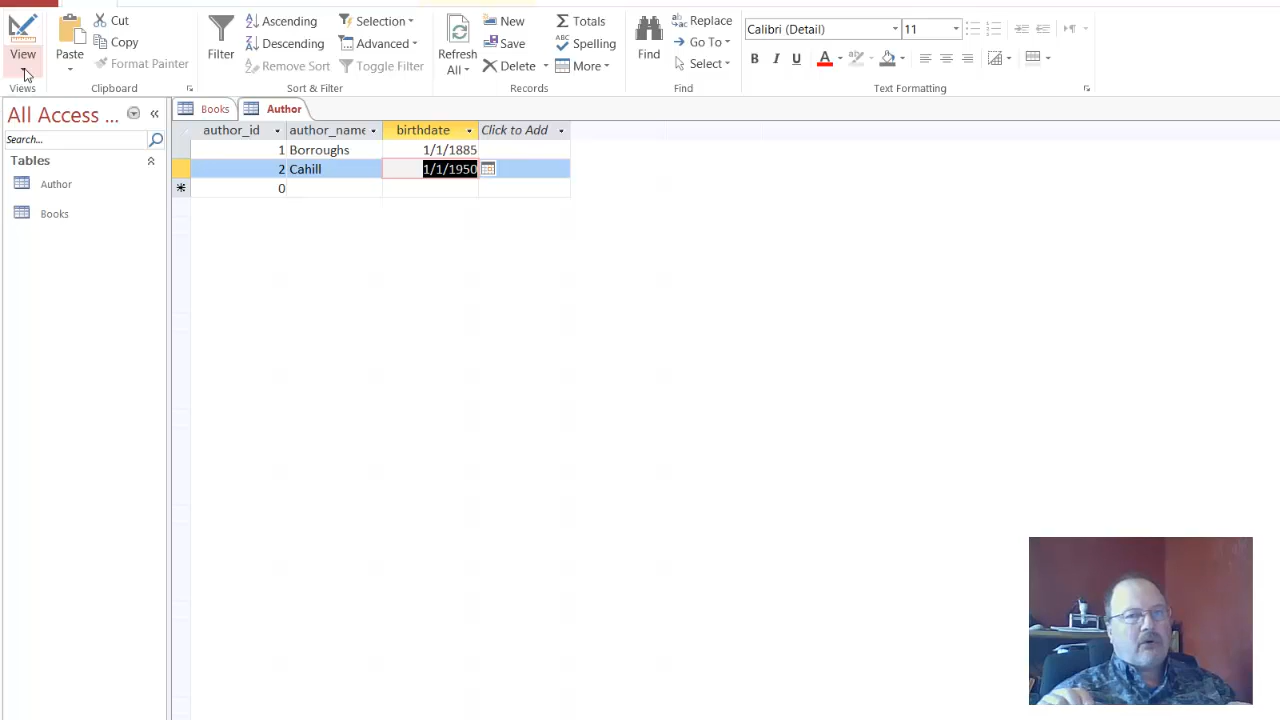 View
Views
Paste
Cut
Copy
Format Painter
Clipboard
Filter
Ascending
Descending
Remove Sort
Selection
Advanced
Toggle Filter
Sort & Filter
Refresh
All
New
Save
Delete
Totals
Spelling
More
Records
Find
Replace
Go To
Select
Find
Calibri (Detail)
11
B I U A
Text Formatting
All Access ...
Search...
Tables
Author
Books
Books
Author
author_id author_name birthdate Click to Add
1 Borroughs 1/1/1885
2 Cahill 1/1/1950
0